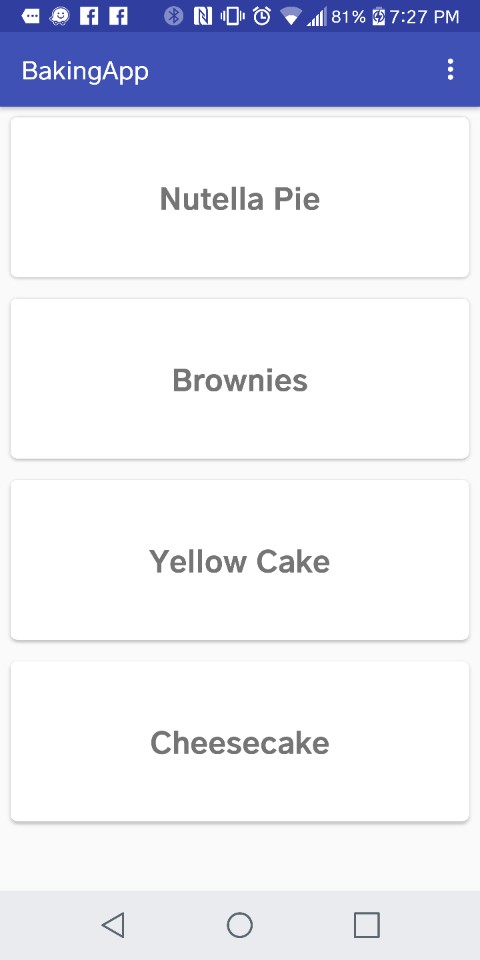 81% 7:27 PM
BakingApp
Nutella Pie
Brownies
Yellow Cake
Cheesecake